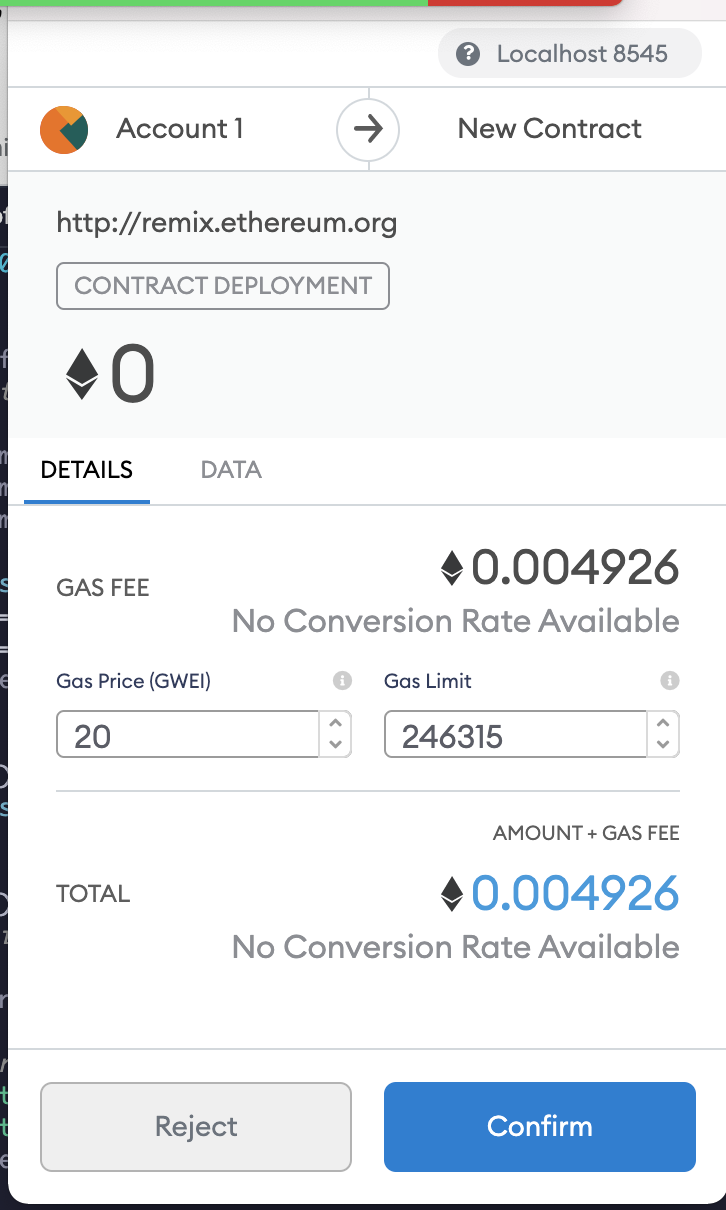 Localhost 8545
Account 1
New Contract
http://remix.ethereum.org
CONTRACT DEPLOYMENT
0
DETAILS
DATA
GAS FEE
0.004926
No Conversion Rate Available
Gas Price (GWEI)
Gas Limit
20
246315
AMOUNT + GAS FEE
TOTAL
0.004926
No Conversion Rate Available
Reject
Confirm